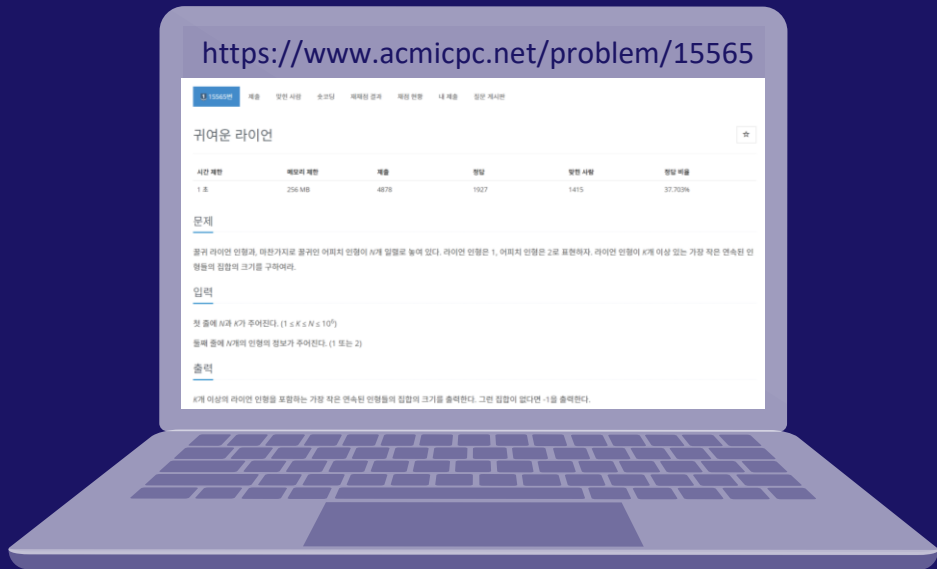 https://www.acmicpc.net/problem/15565
15565번 제출 맞힌 사람 숏코딩 재채점 결과 채점 현황 내 제출 질문 게시판
귀여운 라이언
시간 제한 메모리 제한 제출 정답 맞힌 사람 정답 비율
1 초 256 MB 4876 1927 1415 37.703%
문제
꿀귀 라이언 인형과, 마찬가지로 꿀귀인 어피치 인형이 N개 일렬로 놓여 있다. 라이언 인형은 1, 어피치 인형은 2로 표현하자. 라이언 인형이 K개 이상 있는 가장 작은 연속된 인
형들의 집합의 크기를 구하여라.
입력
첫 줄에 N과 K가 주어진다. (1 ≤ K ≤ N ≤ 10⁶)
둘째 줄에 N개의 인형의 정보가 주어진다. (1 또는 2)
출력
K개 이상의 라이언 인형을 포함하는 가장 작은 연속된 인형들의 집합의 크기를 출력한다. 그런 집합이 없다면 -1을 출력한다.